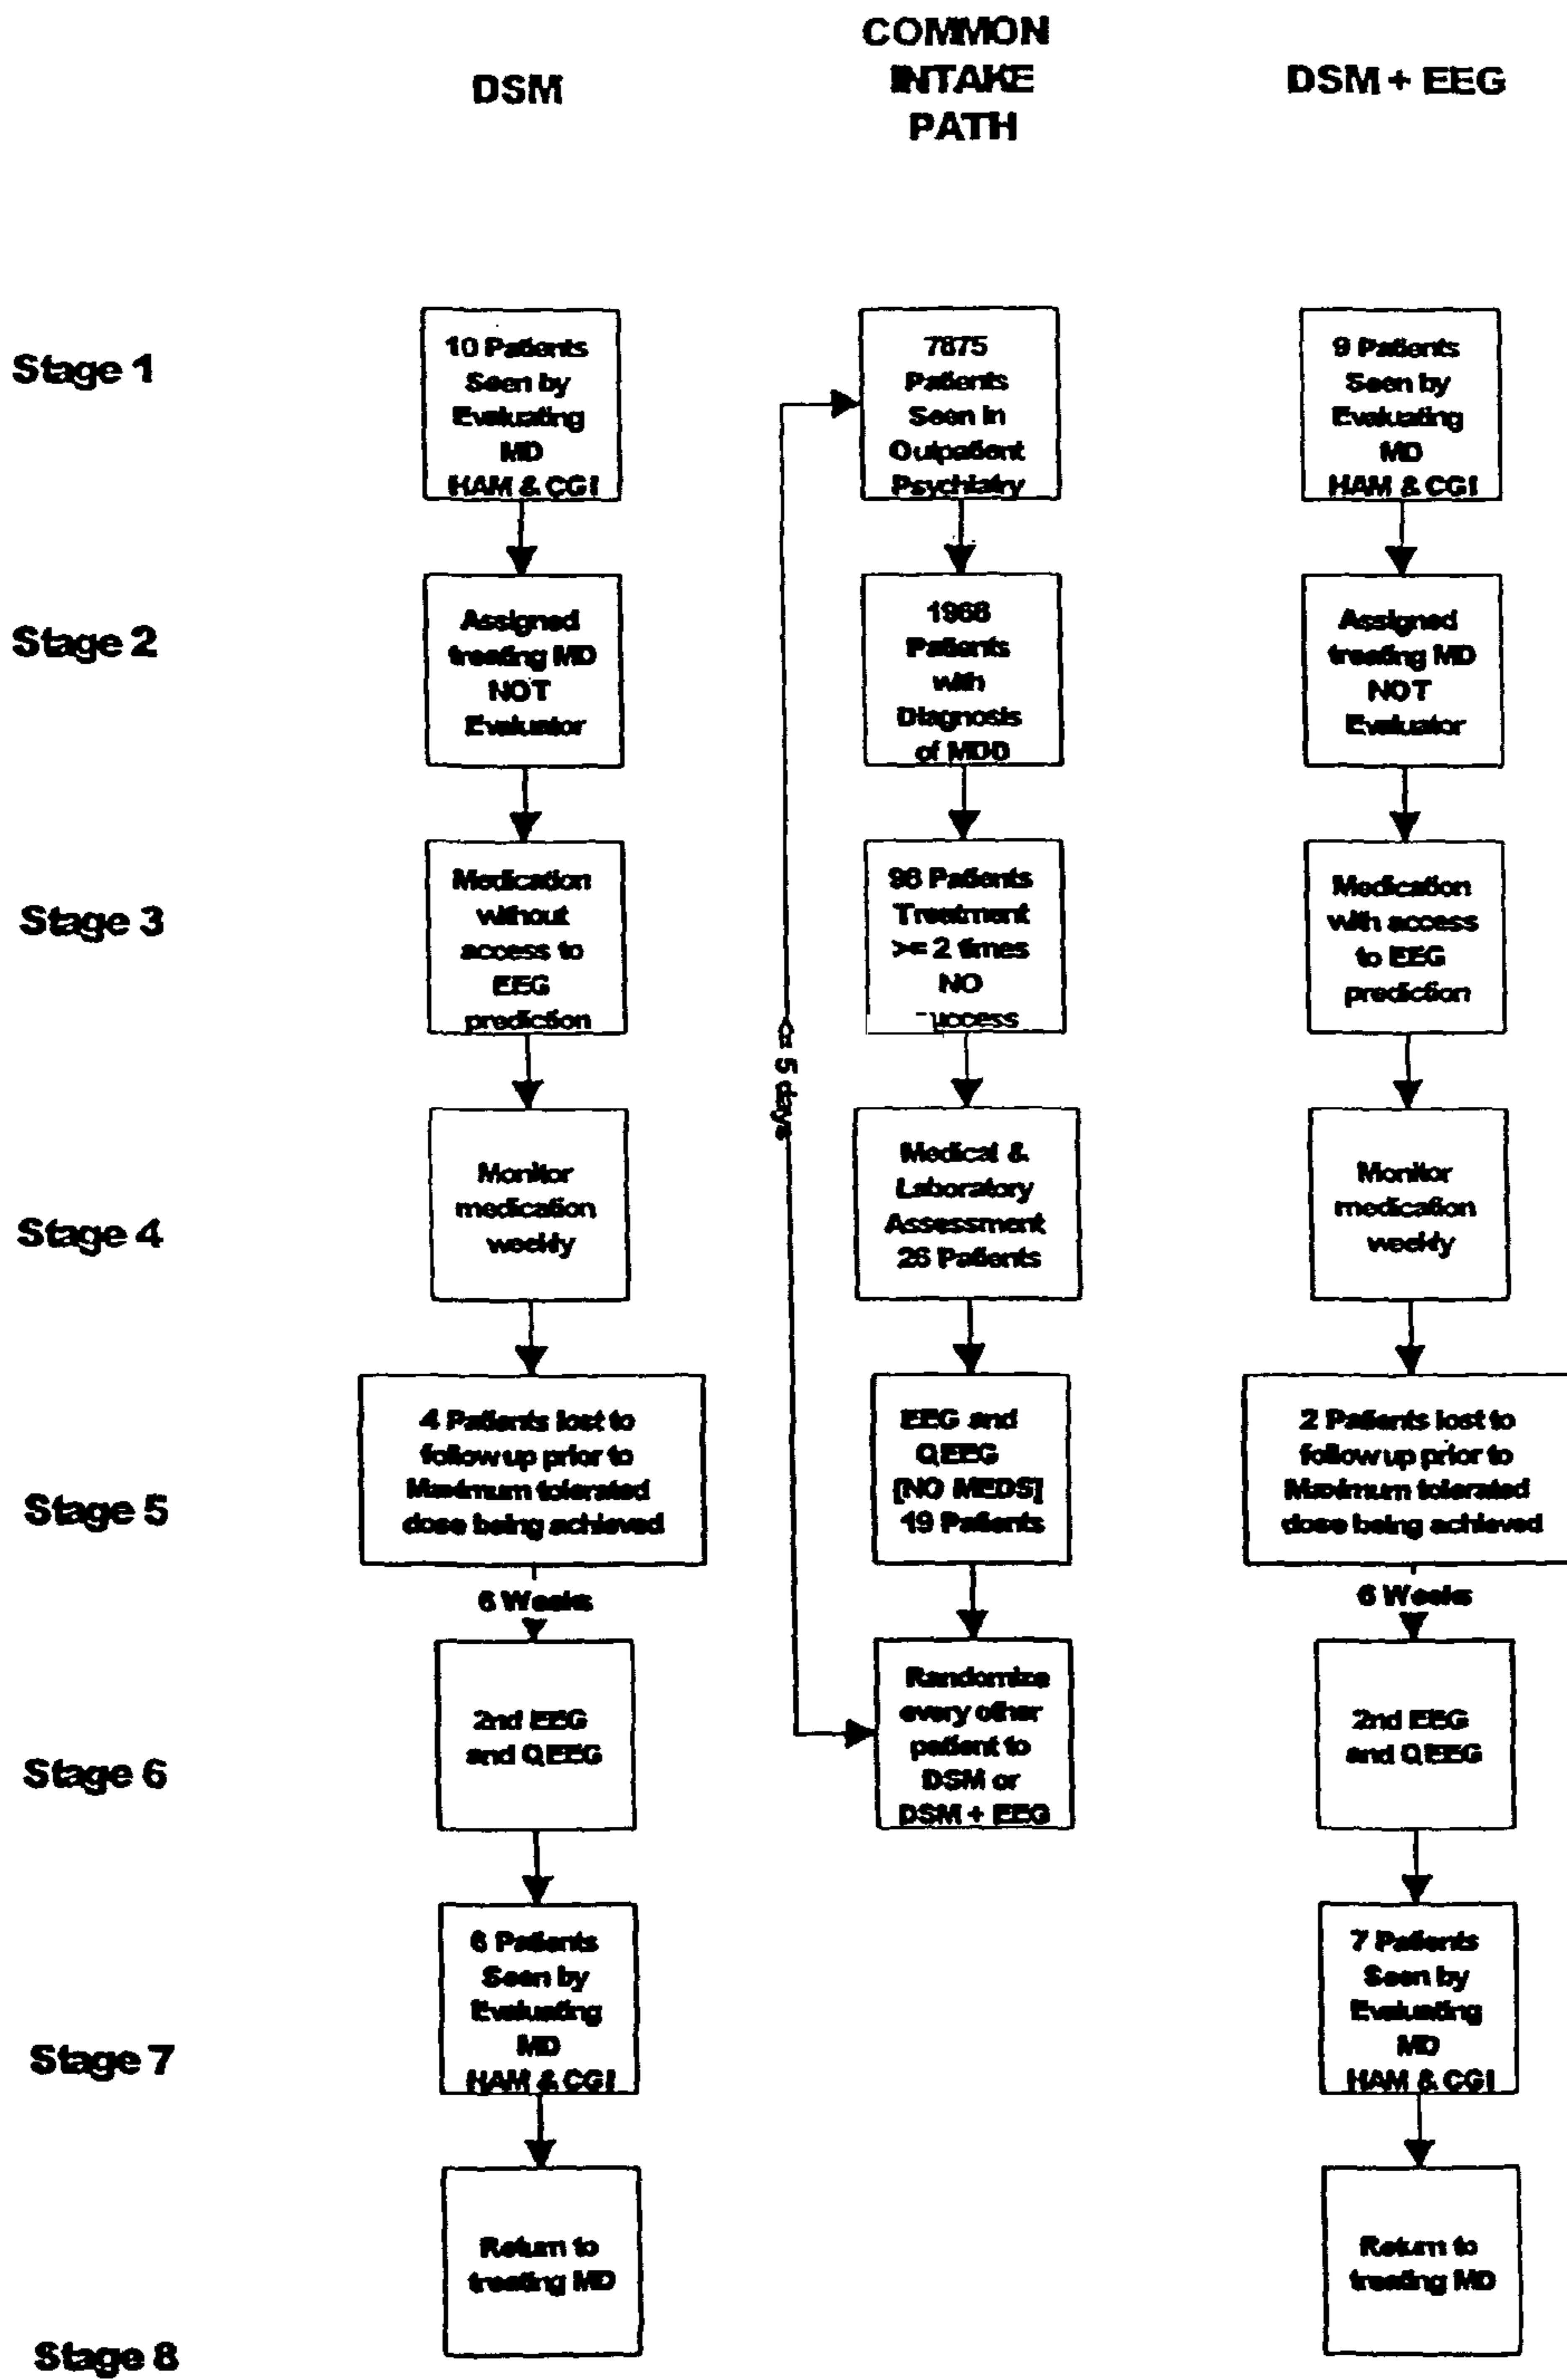 DSM
COMMON
INTAKE
PATH
DSM + EEG
Stage 1
10 Patients
Seen by
Evaluating
MD
HAM & CGI
7875
Patients
Seen in
Outpatient
Psychiatry
9 Patients
Seen by
Evaluating
MD
HAM & CGI
Stage 2
Assigned
treating MD
NOT
Evaluator
1968
Patients
with
Diagnosis
of MDD
Assigned
treating MD
NOT
Evaluator
Stage 3
Medication
without
access to
EEG
prediction
Patients
Treatment
>= 2 times
NO
uccess
Medication
with access
to EEG
prediction
<= 5 days
Stage 4
Monitor
medication
weekly
Medical &
Laboratory
Assessment
26 Patients
Monitor
medication
weekly
Stage 5
4 Patients lost to
follow up prior to
Maximum tolerated
dose being achieved
EEG and
QEEG
[NO MEDS]
19 Patients
2 Patients lost to
follow up prior to
Maximum tolerated
dose being achieved
6 Weeks
6 Weeks
Stage 6
2nd EEG
and QEEG
Randomize
every other
patient to
DSM or
DSM + EEG
2nd EEG
and QEEG
Stage 7
6 Patients
Seen by
Evaluating
MD
HAM & CGI
7 Patients
Seen by
Evaluating
MD
HAM & CGI
Stage 8
Return to
treating MD
Return to
treating MD